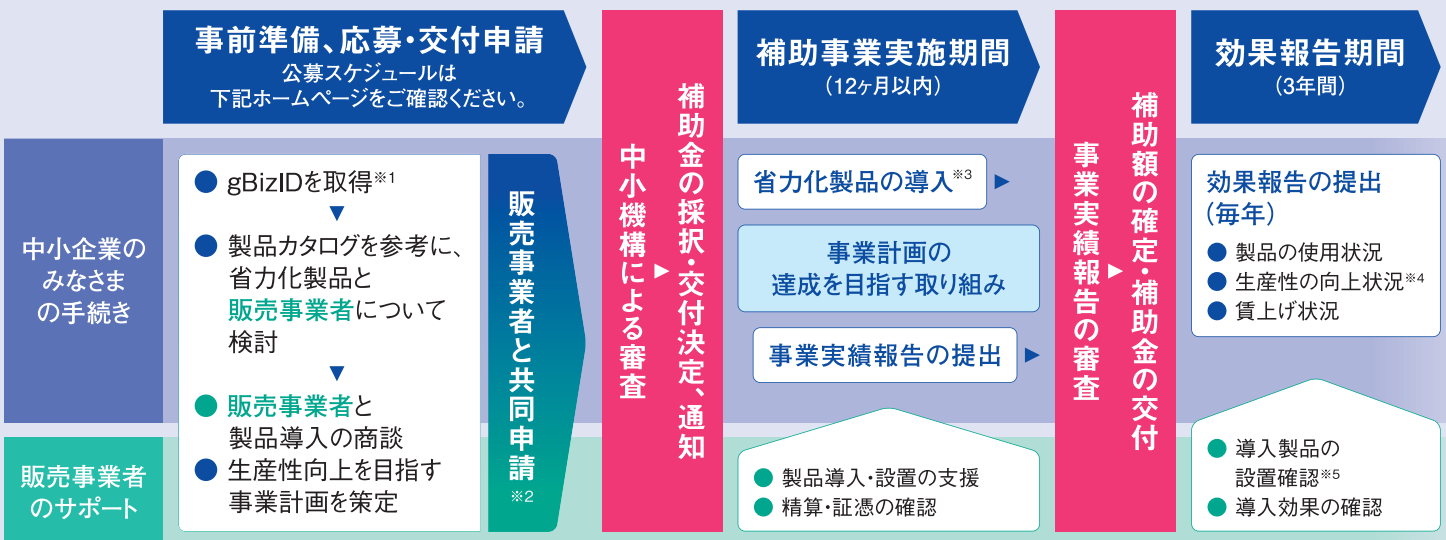 事前準備、応募・交付申請
公募スケジュールは
下記ホームページをご確認ください。
中小企業の
みなさま
の手続き
販売事業者
のサポート
● gBizIDを取得※1
▼
● 製品カタログを参考に、
省力化製品と
販売事業者について
検討
▼
● 販売事業者と
製品導入の商談
● 生産性向上を目指す
事業計画を策定
販売事業者と共同申請※2
中小機構による審査
▶
補助金の採択・交付決定、通知
補助事業実施期間
(12ヶ月以内)
省力化製品の導入※3 ▶
事業計画の
達成を目指す取り組み
事業実績報告の提出 ▶
● 製品導入・設置の支援
● 精算・証憑の確認
事業実績報告の審査
▶
補助額の確定・補助金の交付
効果報告期間
(3年間)
効果報告の提出
(毎年)
● 製品の使用状況
● 生産性の向上状況※4
● 賃上げ状況
● 導入製品の
設置確認※5
● 導入効果の確認